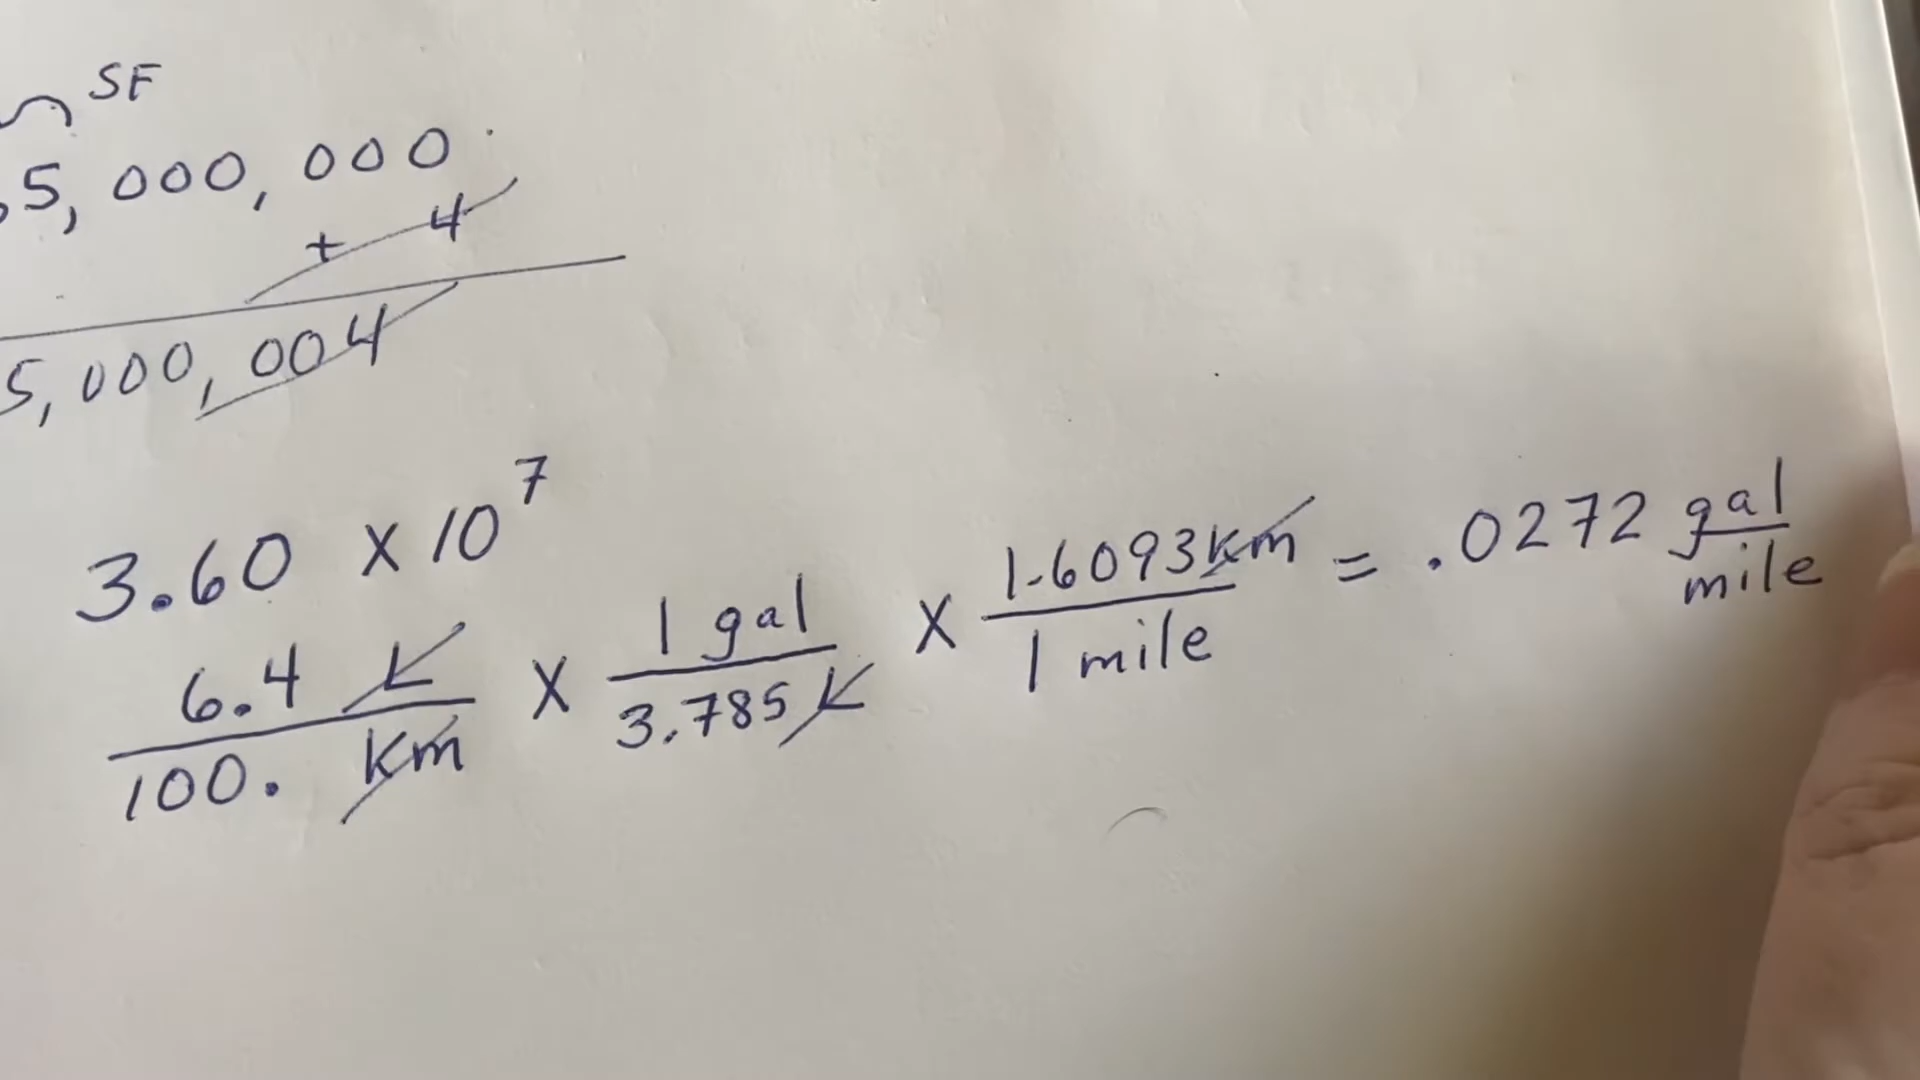 SF
5,000,000.
+ 4
5,000,004
3.60 x 10^7
6.4 L / 100. km x 1 gal / 3.785 L x 1.6093 km / 1 mile = .0272 gal / mile